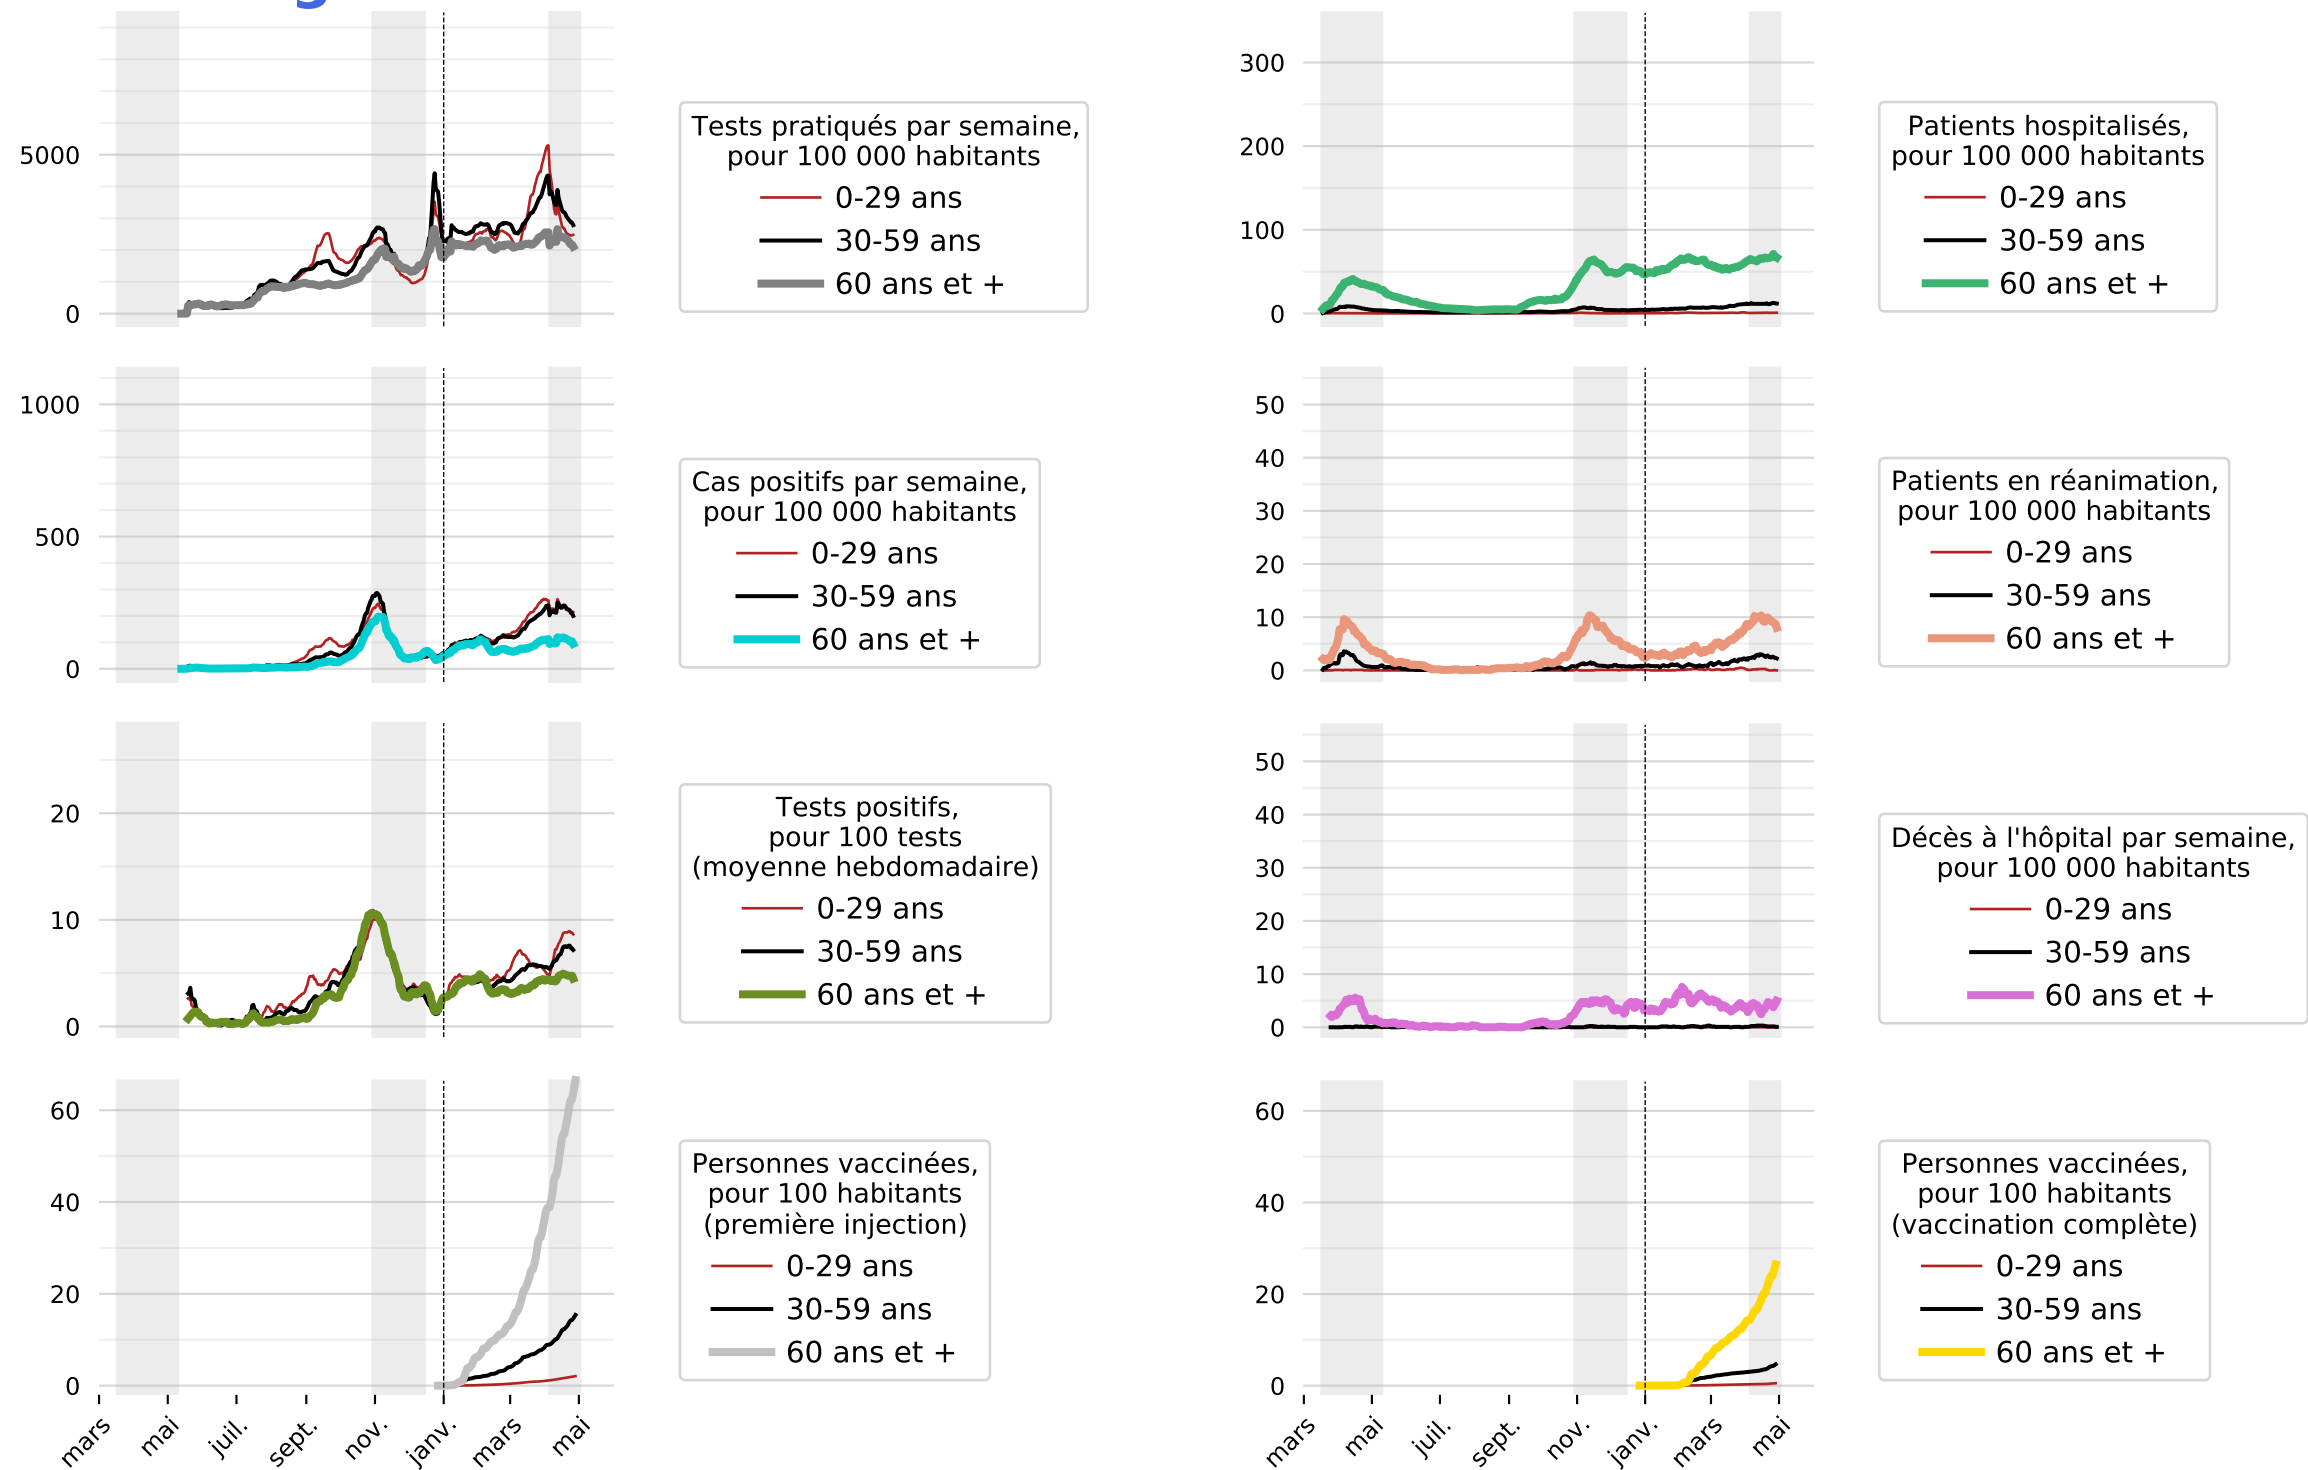 5000
0
Tests pratiqués par semaine,
pour 100 000 habitants
0-29 ans
30-59 ans
60 ans et +
300
200
100
0
Patients hospitalisés,
pour 100 000 habitants
0-29 ans
30-59 ans
60 ans et +
1000
500
0
Cas positifs par semaine,
pour 100 000 habitants
0-29 ans
30-59 ans
60 ans et +
50
40
30
20
10
0
Patients en réanimation,
pour 100 000 habitants
0-29 ans
30-59 ans
60 ans et +
20
10
0
Tests positifs,
pour 100 tests
(moyenne hebdomadaire)
0-29 ans
30-59 ans
60 ans et +
50
40
30
20
10
0
Décès à l'hôpital par semaine,
pour 100 000 habitants
0-29 ans
30-59 ans
60 ans et +
60
40
20
0
mars mai juil. sept. nov. janv. mars mai
Personnes vaccinées,
pour 100 habitants
(première injection)
0-29 ans
30-59 ans
60 ans et +
60
40
20
0
mars mai juil. sept. nov. janv. mars mai
Personnes vaccinées,
pour 100 habitants
(vaccination complète)
0-29 ans
30-59 ans
60 ans et +